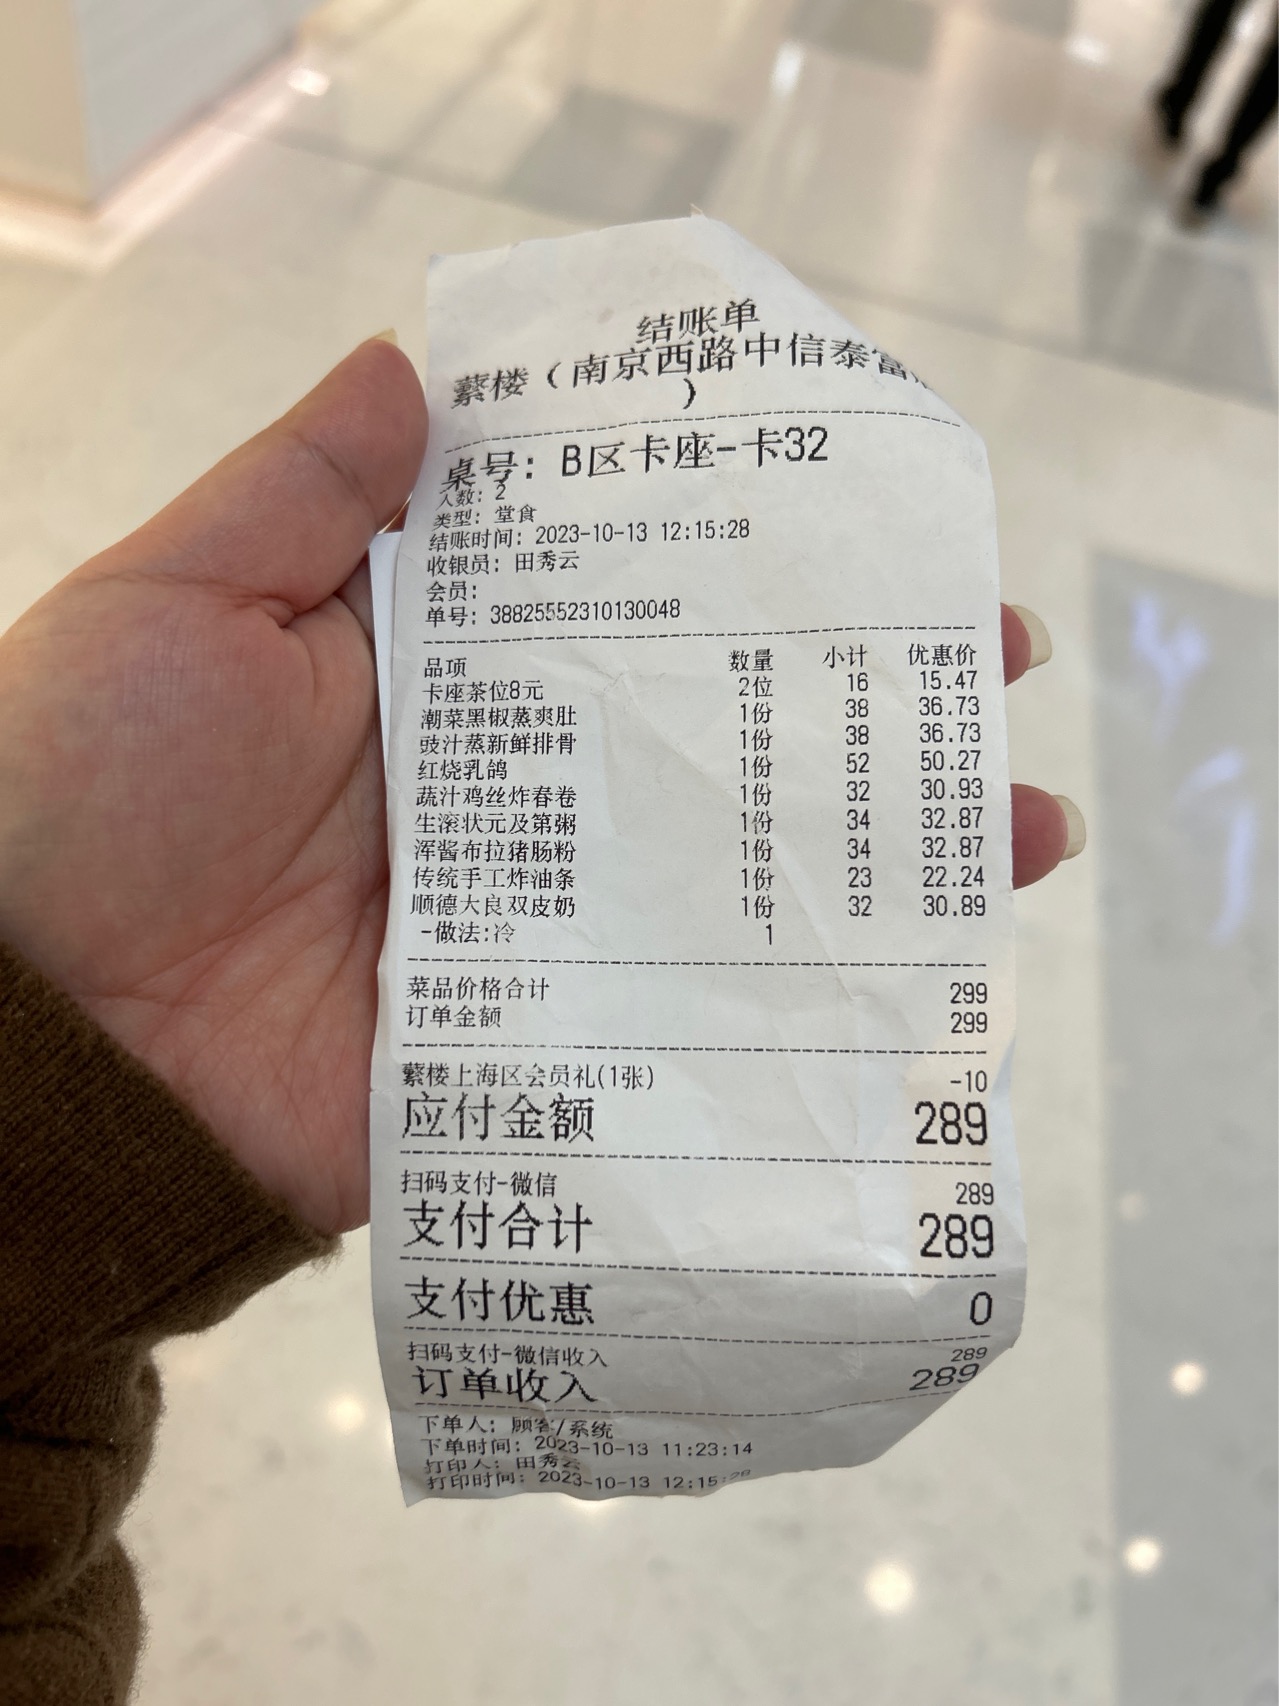 结账单
蘩楼（南京西路中信泰富
）
桌号: B区卡座-卡32
人数: 2
类型: 堂食
结账时间: 2023-10-13 12:15:28
收银员: 田秀云
会员:
单号: 38825552310130048
品项 数量 小计 优惠价
卡座茶位8元 2位 16 15.47
潮菜黑椒蒸爽肚 1份 38 36.73
豉汁蒸新鲜排骨 1份 38 36.73
红烧乳鸽 1份 52 50.27
蔬汁鸡丝炸春卷 1份 32 30.93
生滚状元及第粥 1份 34 32.87
浑酱布拉猪肠粉 1份 34 32.87
传统手工炸油条 1份 23 22.24
顺德大良双皮奶 1份 32 30.89
-做法:冷 1
菜品价格合计 299
订单金额 299
蘩楼上海区会员礼(1张) -10
应付金额 289
扫码支付-微信 289
支付合计 289
支付优惠 0
扫码支付-微信收入 289
订单收入 289
下单人: 顾客/系统
下单时间: 2023-10-13 11:23:14
打印人: 田秀云
打印时间: 2023-10-13 12:15:28